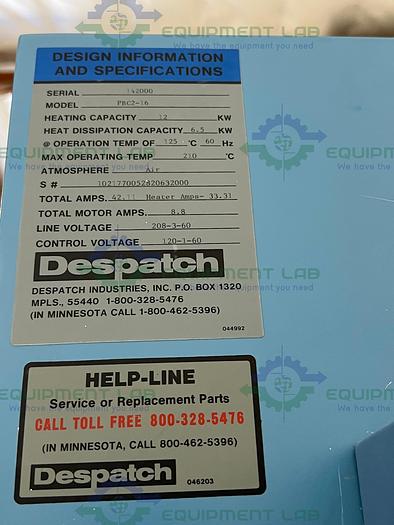 DESIGN INFORMATION
AND SPECIFICATIONS
SERIAL 142000
MODEL PBC2-16
HEATING CAPACITY 12 KW
HEAT DISSIPATION CAPACITY 6.5 KW
@ OPERATION TEMP OF 125 °C 60 Hz
MAX OPERATING TEMP 210 °C
ATMOSPHERE Air
S #
TOTAL AMPS. 42.11 Heater Amps- 33.31
TOTAL MOTOR AMPS. 8.8
LINE VOLTAGE 208-3-60
CONTROL VOLTAGE 120-1-60
Despatch
DESPATCH INDUSTRIES, INC. P.O. BOX 1320
MPLS., 55440 1-800-328-5476
(IN MINNESOTA CALL 1-800-462-5396)
044992
HELP-LINE
Service or Replacement Parts
CALL TOLL FREE 800-328-5476
(IN MINNESOTA, CALL 800-462-5396)
Despatch
046203
EQUIPMENT LAB
We have the equipment you need